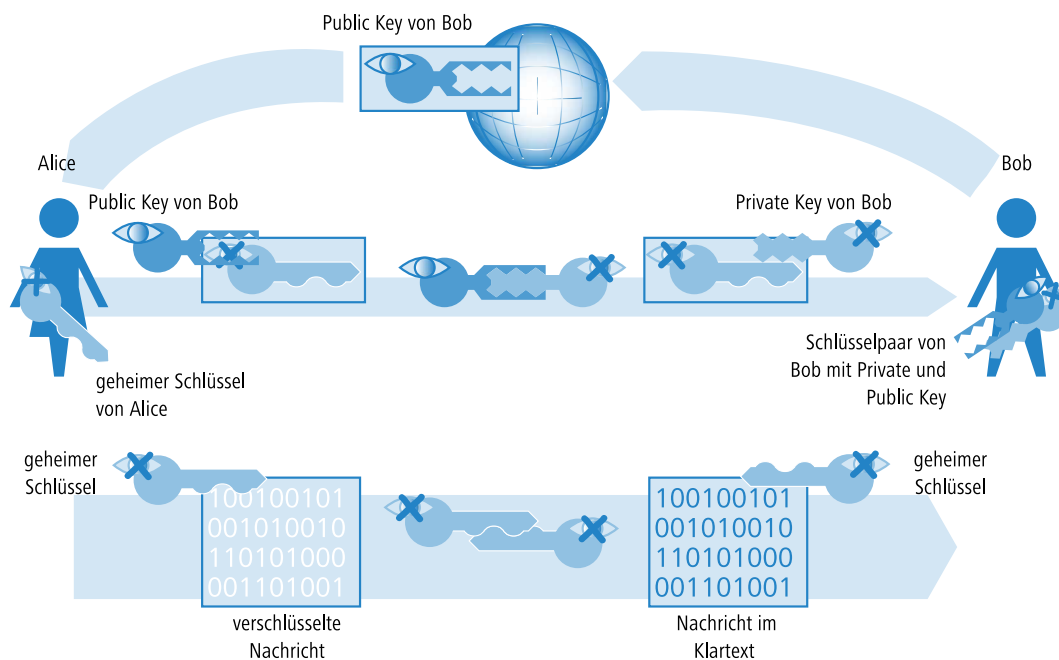 Public Key von Bob
Alice
Bob
Public Key von Bob
Private Key von Bob
geheimer Schlüssel
von Alice
Schlüsselpaar von
Bob mit Private und
Public Key
geheimer
Schlüssel
geheimer
Schlüssel
100100101
001010010
110101000
001101001
100100101
001010010
110101000
001101001
verschlüsselte
Nachricht
Nachricht im
Klartext